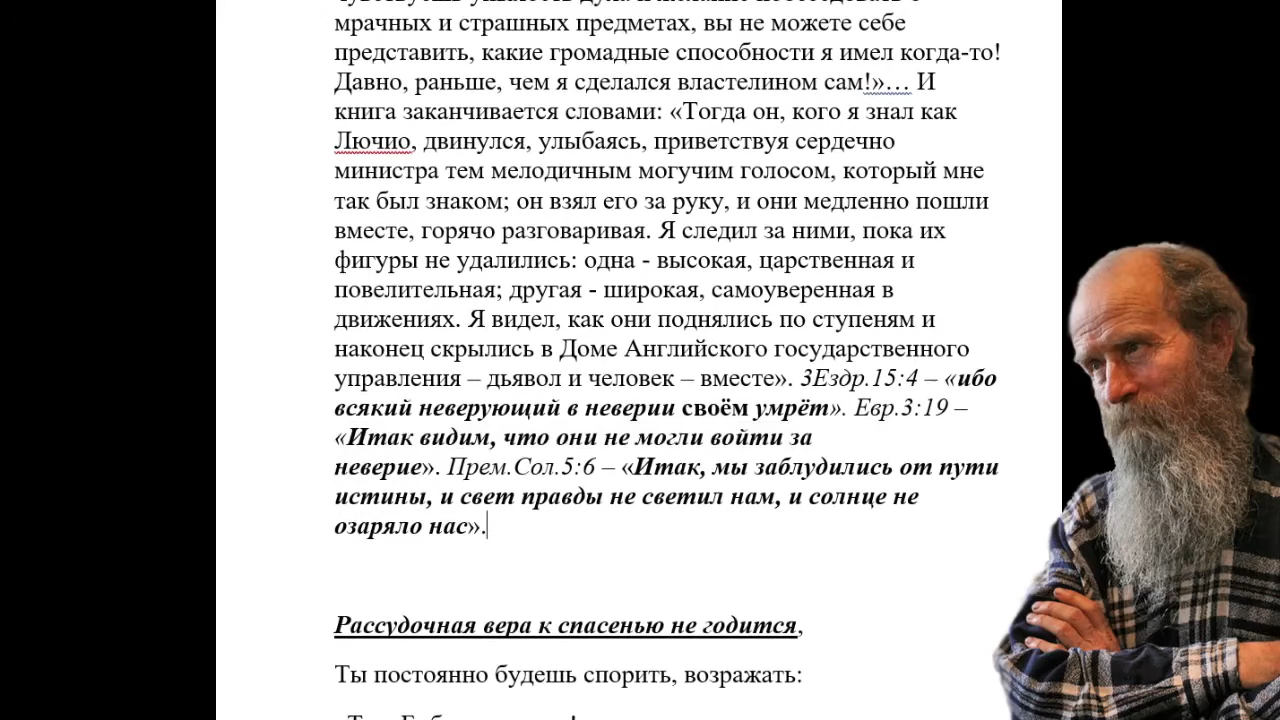 мрачных и страшных предметах, вы не можете себе
представить, какие громадные способности я имел когда-то!
Давно, раньше, чем я сделался властелином сам!»… И
книга заканчивается словами: «Тогда он, кого я знал как
Лючио, двинулся, улыбаясь, приветствуя сердечно
министра тем мелодичным могучим голосом, который мне
так был знаком; он взял его за руку, и они медленно пошли
вместе, горячо разговаривая. Я следил за ними, пока их
фигуры не удалились: одна - высокая, царственная и
повелительная; другая - широкая, самоуверенная в
движениях. Я видел, как они поднялись по ступеням и
наконец скрылись в Доме Английского государственного
управления – дьявол и человек – вместе». 3Ездр.15:4 – «ибо
всякий неверующий в неверии своём умрёт». Евр.3:19 –
«Итак видим, что они не могли войти за
неверие». Прем.Сол.5:6 – «Итак, мы заблудились от пути
истины, и свет правды не светил нам, и солнце не
озаряло нас».
Рассудочная вера к спасенью не годится,
Ты постоянно будешь спорить, возражать: